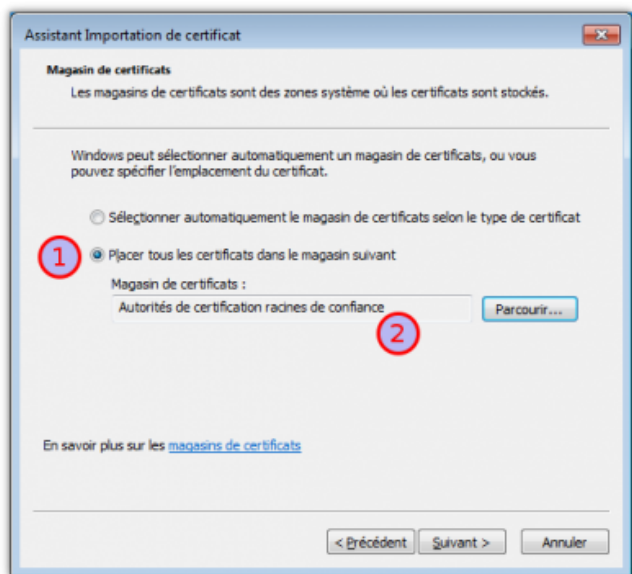 Assistant Importation de certificat
Magasin de certificats
Les magasins de certificats sont des zones système où les certificats sont stockés.
Windows peut sélectionner automatiquement un magasin de certificats, ou vous
pouvez spécifier l'emplacement du certificat.
Sélectionner automatiquement le magasin de certificats selon le type de certificat
1
Placer tous les certificats dans le magasin suivant
Magasin de certificats :
Autorités de certification racines de confiance
Parcourir...
2
En savoir plus sur les magasins de certificats
< Précédent
Suivant >
Annuler